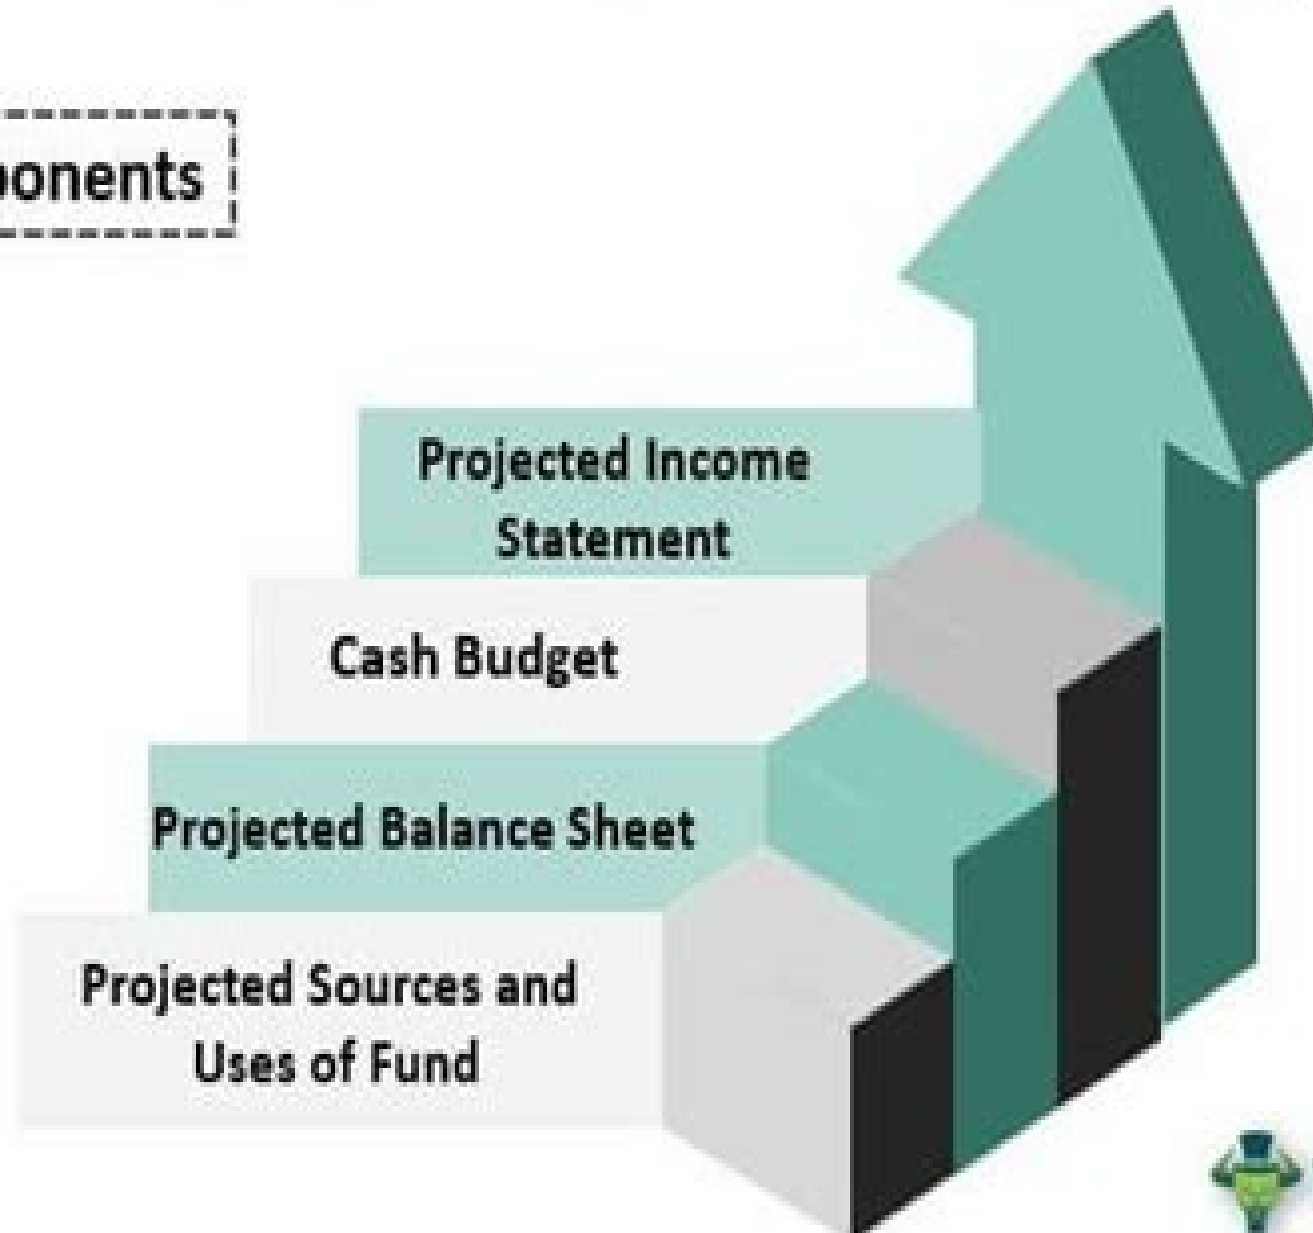 ponents
Projected Income
Statement
Cash Budget
Projected Balance Sheet
Projected Sources and
Uses of Fund